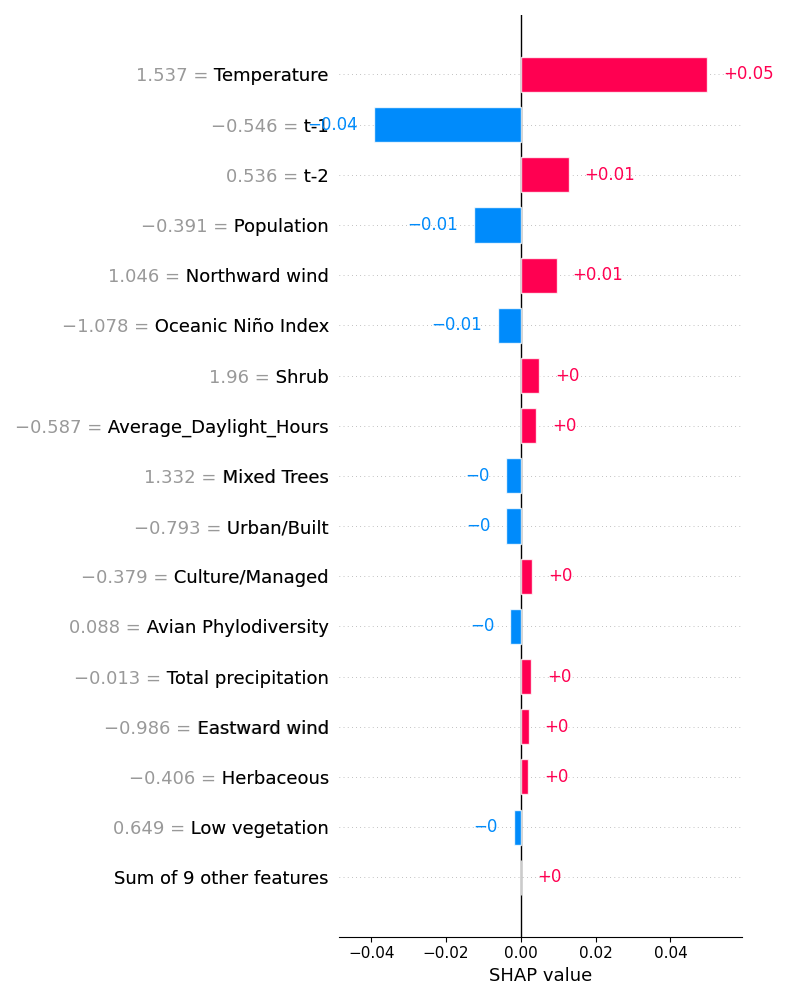 1.537 = Temperature +0.05
−0.546 = t-1 −0.04
0.536 = t-2 +0.01
−0.391 = Population −0.01
1.046 = Northward wind +0.01
−1.078 = Oceanic Niño Index −0.01
1.96 = Shrub +0
−0.587 = Average_Daylight_Hours +0
1.332 = Mixed Trees −0
−0.793 = Urban/Built −0
−0.379 = Culture/Managed +0
0.088 = Avian Phylodiversity −0
−0.013 = Total precipitation +0
−0.986 = Eastward wind +0
−0.406 = Herbaceous +0
0.649 = Low vegetation −0
Sum of 9 other features +0
−0.04 −0.02 0.00 0.02 0.04
SHAP value